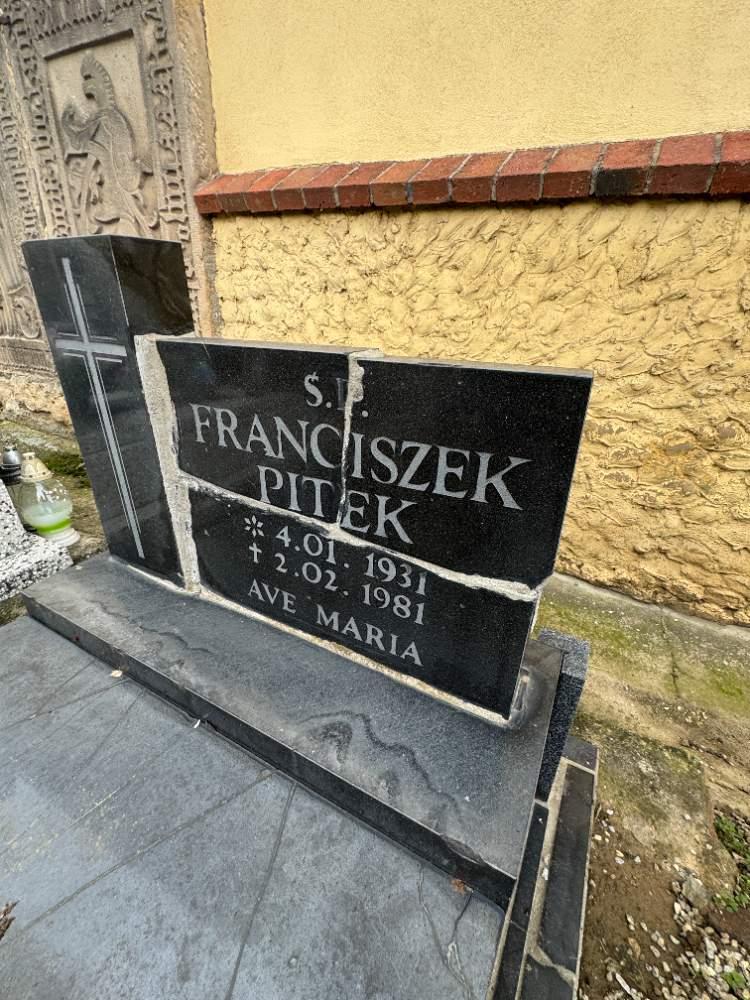 Ś.P.
FRANCISZEK
PITEK
* 4.01.1931
† 2.02.1981
AVE MARIA